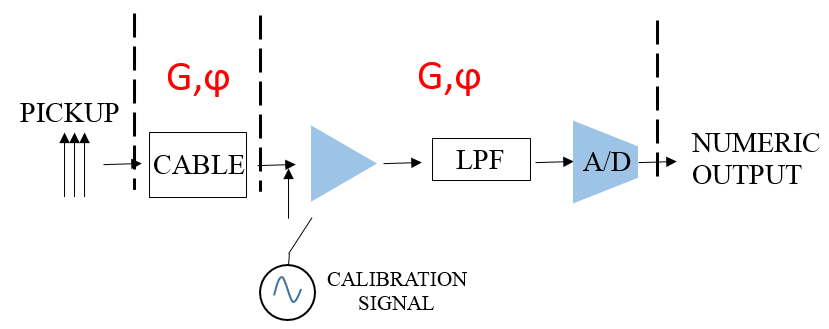 G,φ
G,φ
PICKUP
CABLE
LPF
A/D
NUMERIC
OUTPUT
CALIBRATION
SIGNAL